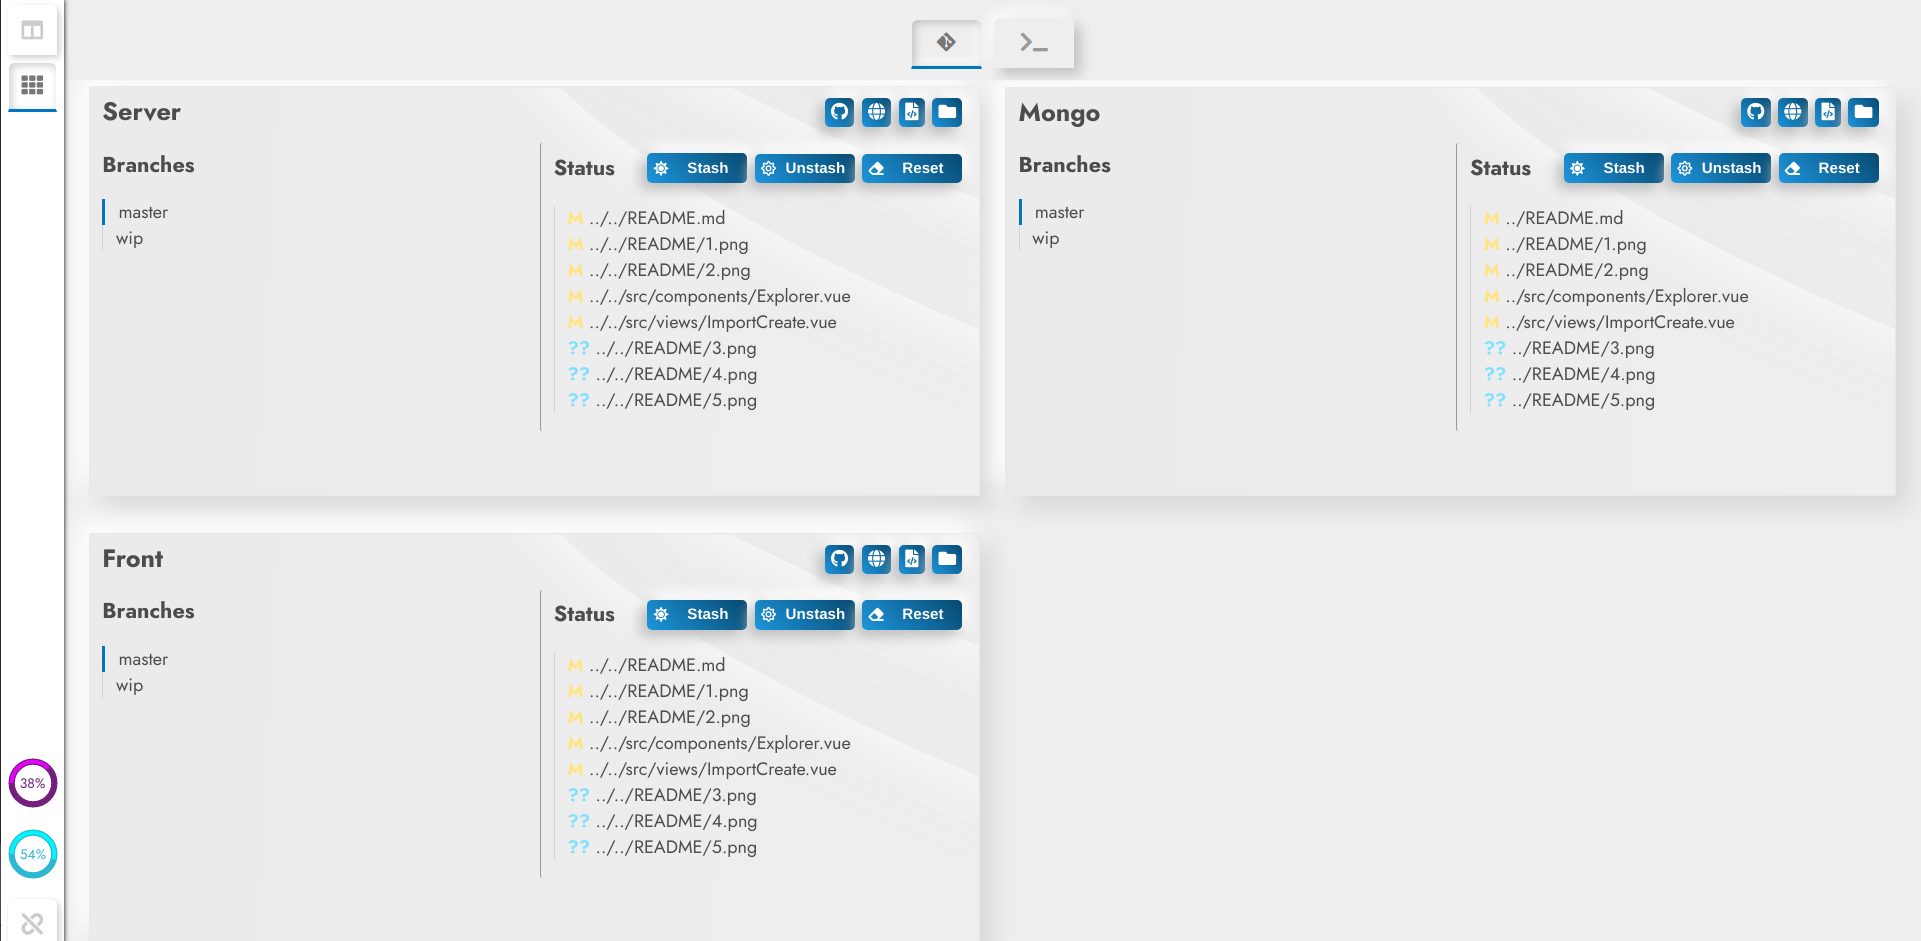 Server
Branches
master
wip
Status
Stash
Unstash
Reset
M ../../README.md
M ../../README/1.png
M ../../README/2.png
M ../../src/components/Explorer.vue
M ../../src/views/ImportCreate.vue
?? ../../README/3.png
?? ../../README/4.png
?? ../../README/5.png
Mongo
Branches
master
wip
Status
Stash
Unstash
Reset
M ../README.md
M ../README/1.png
M ../README/2.png
M ../src/components/Explorer.vue
M ../src/views/ImportCreate.vue
?? ../README/3.png
?? ../README/4.png
?? ../README/5.png
Front
Branches
master
wip
Status
Stash
Unstash
Reset
M ../../README.md
M ../../README/1.png
M ../../README/2.png
M ../../src/components/Explorer.vue
M ../../src/views/ImportCreate.vue
?? ../../README/3.png
?? ../../README/4.png
?? ../../README/5.png
38%
54%